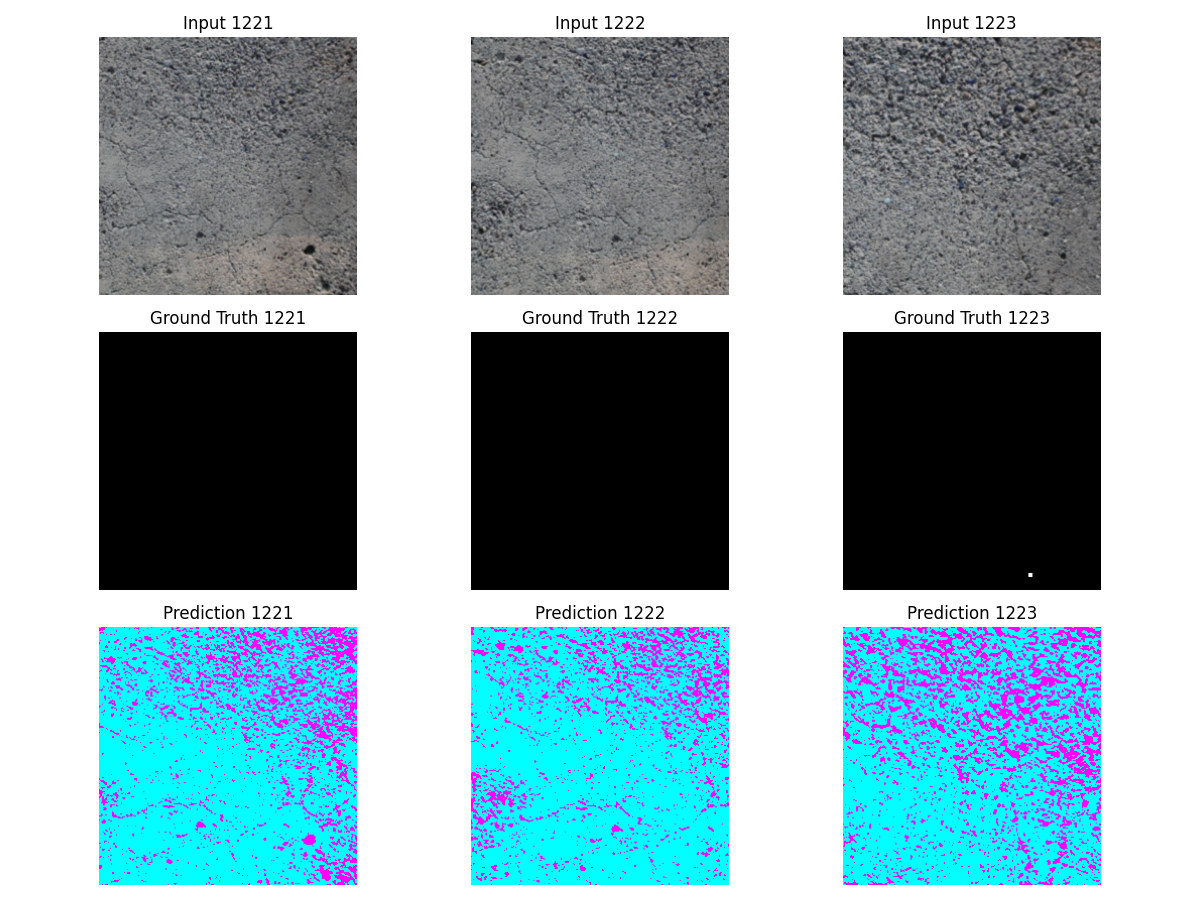 Input 1221
Input 1222
Input 1223
Ground Truth 1221
Ground Truth 1222
Ground Truth 1223
Prediction 1221
Prediction 1222
Prediction 1223